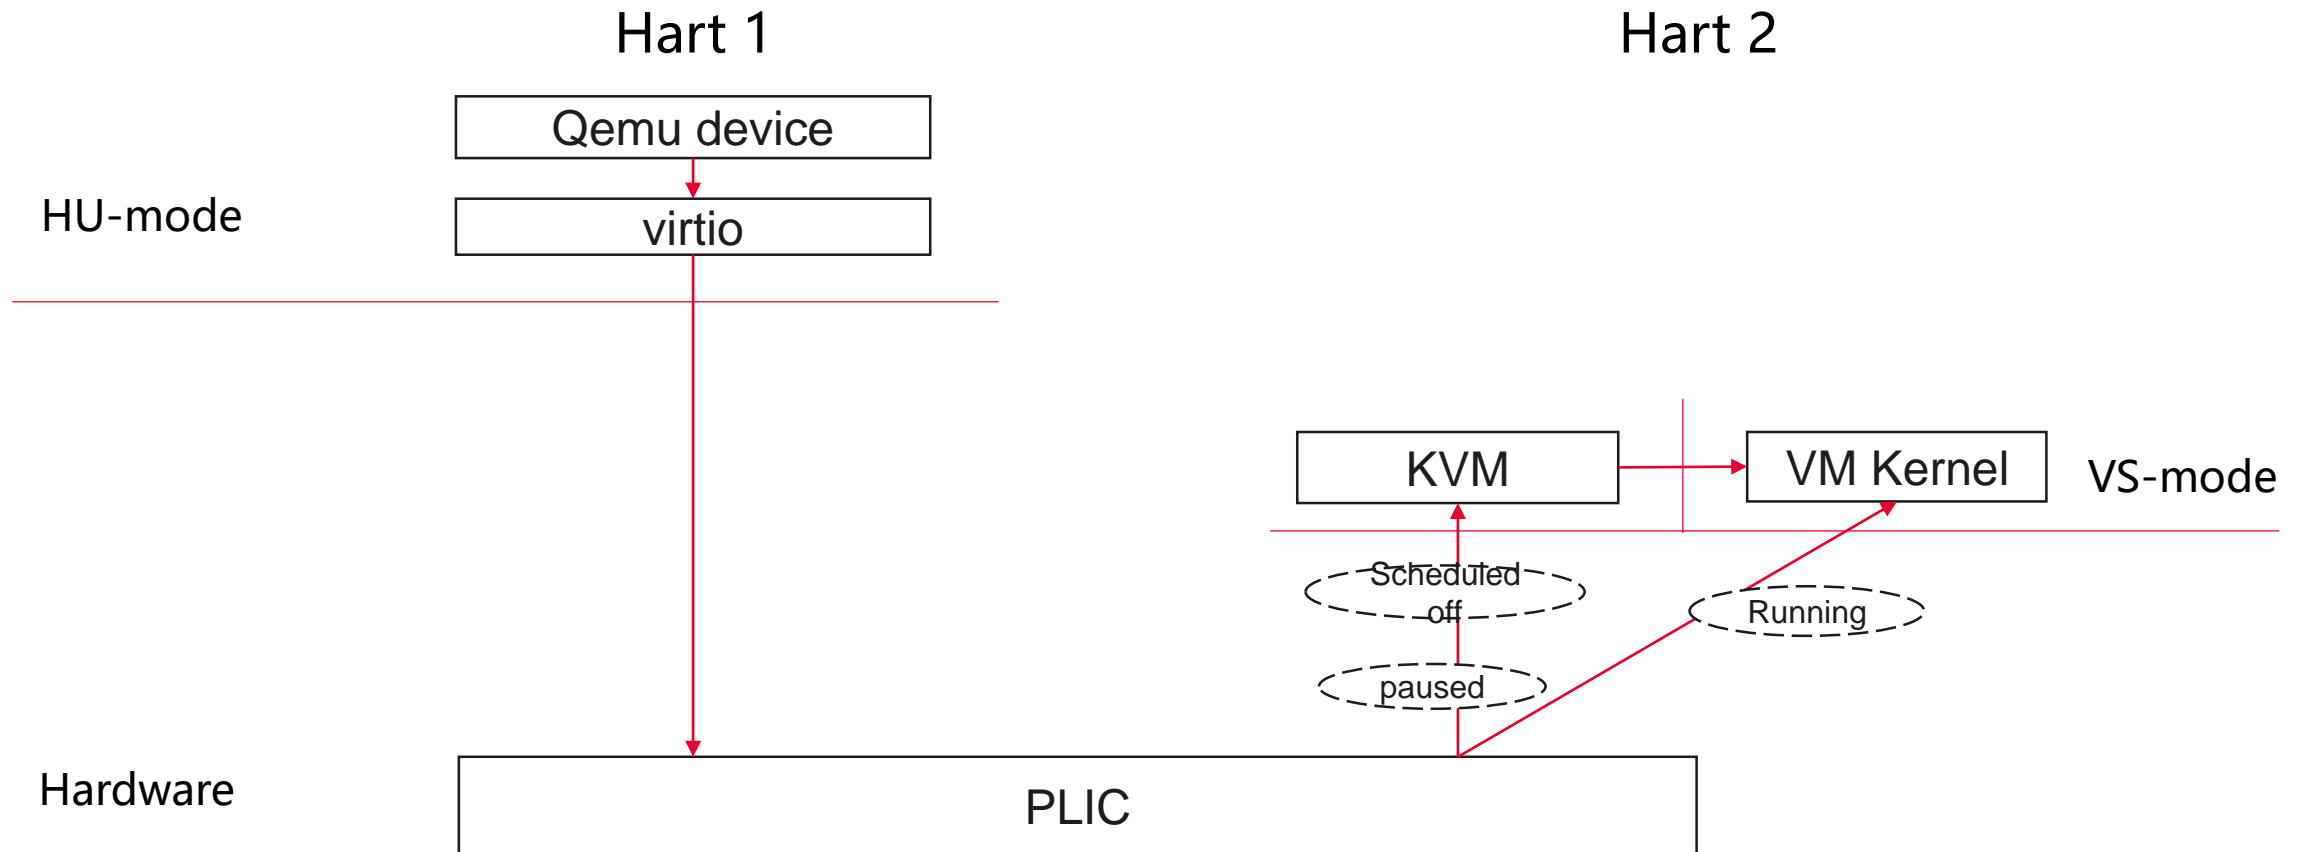 Hart 1
Hart 2
Qemu device
HU-mode
virtio
KVM
VM Kernel
VS-mode
Scheduled
off
Running
paused
Hardware
PLIC